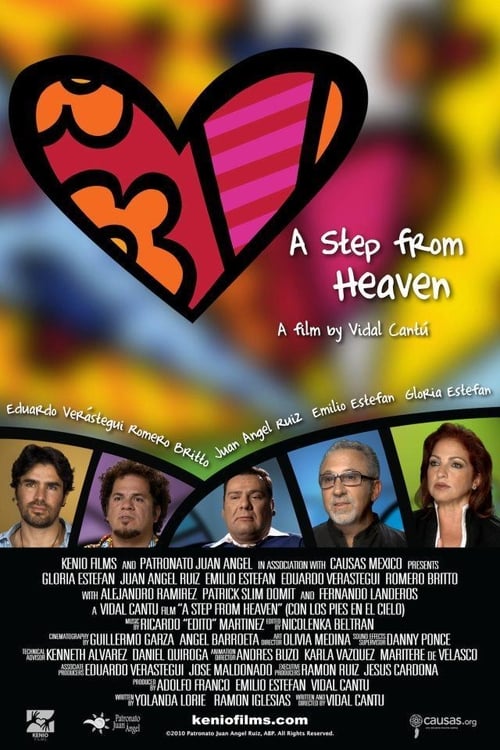 A Step from
Heaven
A film by Vidal Cantú
Eduardo Verástegui Romero Britto Juan Angel Ruiz Emilio Estefan Gloria Estefan
KENIO FILMS AND PATRONATO JUAN ANGEL IN ASSOCIATION WITH CAUSAS MEXICO PRESENTS
GLORIA ESTEFAN JUAN ANGEL RUIZ EMILIO ESTEFAN EDUARDO VERASTEGUI ROMERO BRITTO
WITH ALEJANDRO RAMIREZ PATRICK SLIM DOMIT AND FERNANDO LANDEROS
A VIDAL CANTU FILM "A STEP FROM HEAVEN" (CON LOS PIES EN EL CIELO)
MUSIC BY RICARDO "EDITO" MARTINEZ EDITED BY NICOLENKA BELTRAN
CINEMATOGRAPHY BY GUILLERMO GARZA ANGEL BARROETA ART DIRECTOR OLIVIA MEDINA SOUND EFFECTS SUPERVISOR DANNY PONCE
TECHNICAL ADVISOR KENNETH ALVAREZ DANIEL QUIROGA ANIMATION DIRECTOR ANDRES BUZO KARLA VAZQUEZ MARITERE DE VELASCO
ASSOCIATE PRODUCERS EDUARDO VERASTEGUI JOSE MALDONADO EXECUTIVE PRODUCERS RAMON RUIZ JESUS CARDONA
PRODUCED BY ADOLFO FRANCO EMILIO ESTEFAN VIDAL CANTU
WRITTEN BY YOLANDA LORIE RAMON IGLESIAS WRITTEN AND DIRECTED BY VIDAL CANTU
KENIO
FILMS
Patronato
Juan
Angel
keniofilms.com
©2010 Patronato Juan Angel Ruiz, ABP. All Rights Reserved.
causas.org